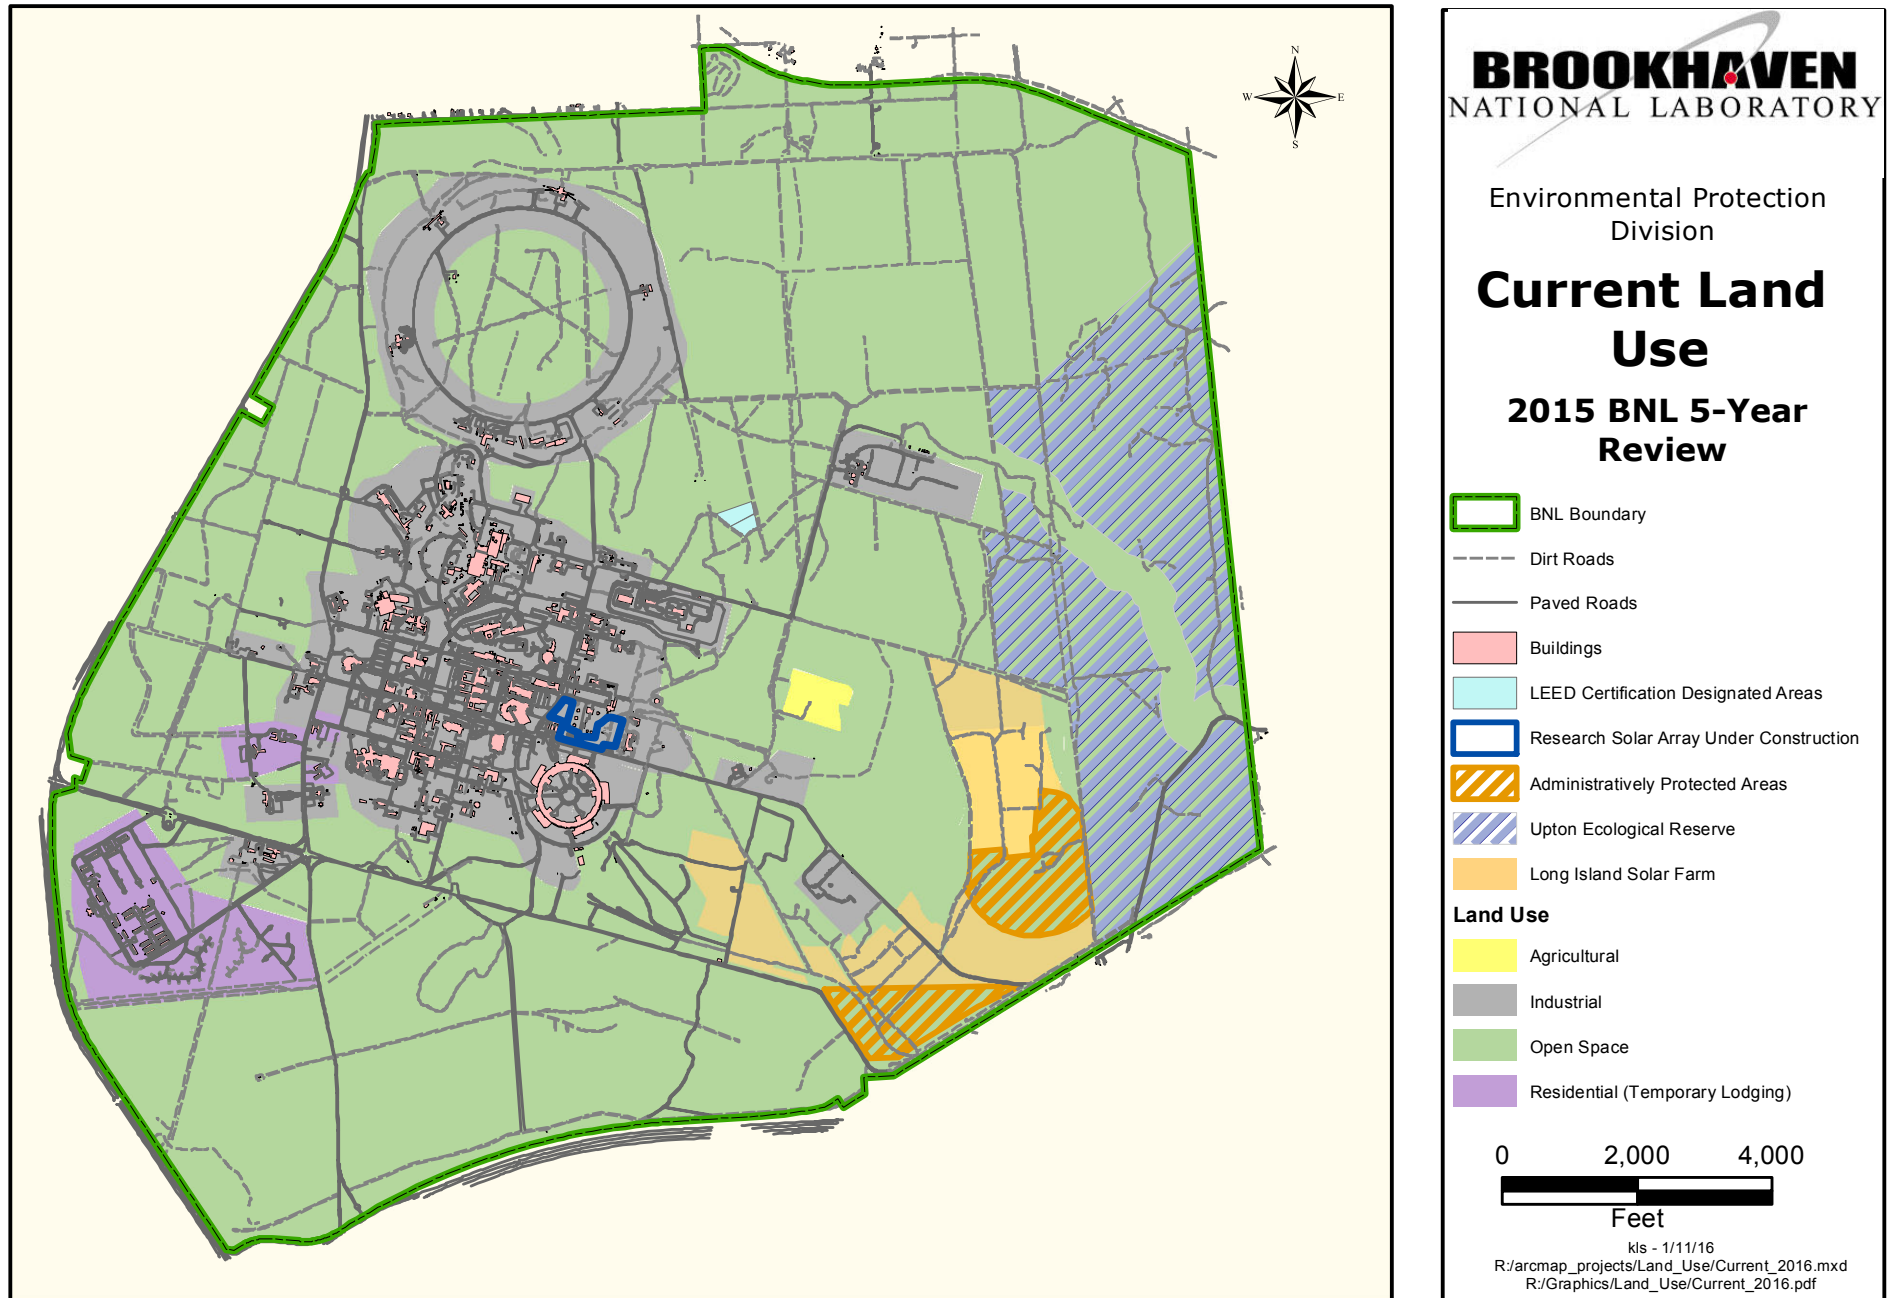 N
W E
S
BROOKHAVEN
NATIONAL LABORATORY
Environmental Protection
Division
Current Land
Use
2015 BNL 5-Year
Review
BNL Boundary
Dirt Roads
Paved Roads
Buildings
LEED Certification Designated Areas
Research Solar Array Under Construction
Administratively Protected Areas
Upton Ecological Reserve
Long Island Solar Farm
Land Use
Agricultural
Industrial
Open Space
Residential (Temporary Lodging)
0 2,000 4,000
Feet
kls - 1/11/16
R:/arcmap_projects/Land_Use/Current_2016.mxd
R:/Graphics/Land_Use/Current_2016.pdf